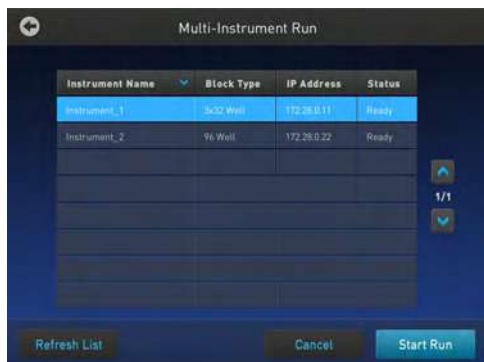 Multi-Instrument Run
Instrument Name Block Type IP Address Status
Instrument_1 3x32 Well 172.28.0.11 Ready
Instrument_2 96 Well 172.28.0.22 Ready
1/1
Refresh List Cancel Start Run